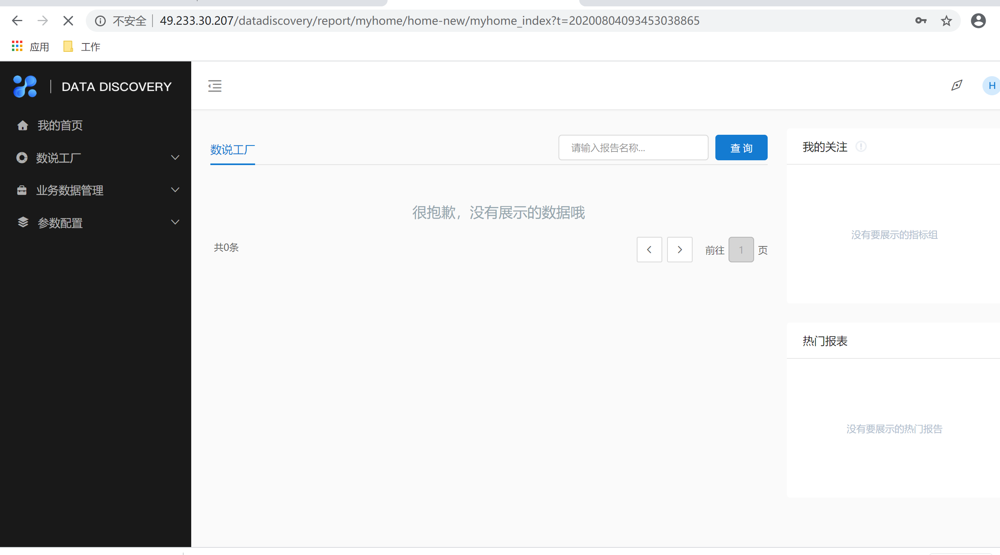 不安全 49.233.30.207/datadiscovery/report/myhome/home-new/myhome_index?t=20200804093453038865
应用 工作
DATA DISCOVERY
H
我的首页
数说工厂
业务数据管理
参数配置
数说工厂
请输入报告名称...
查 询
很抱歉，没有展示的数据哦
共0条
前往 1 页
我的关注
没有要展示的指标组
热门报表
没有要展示的热门报告